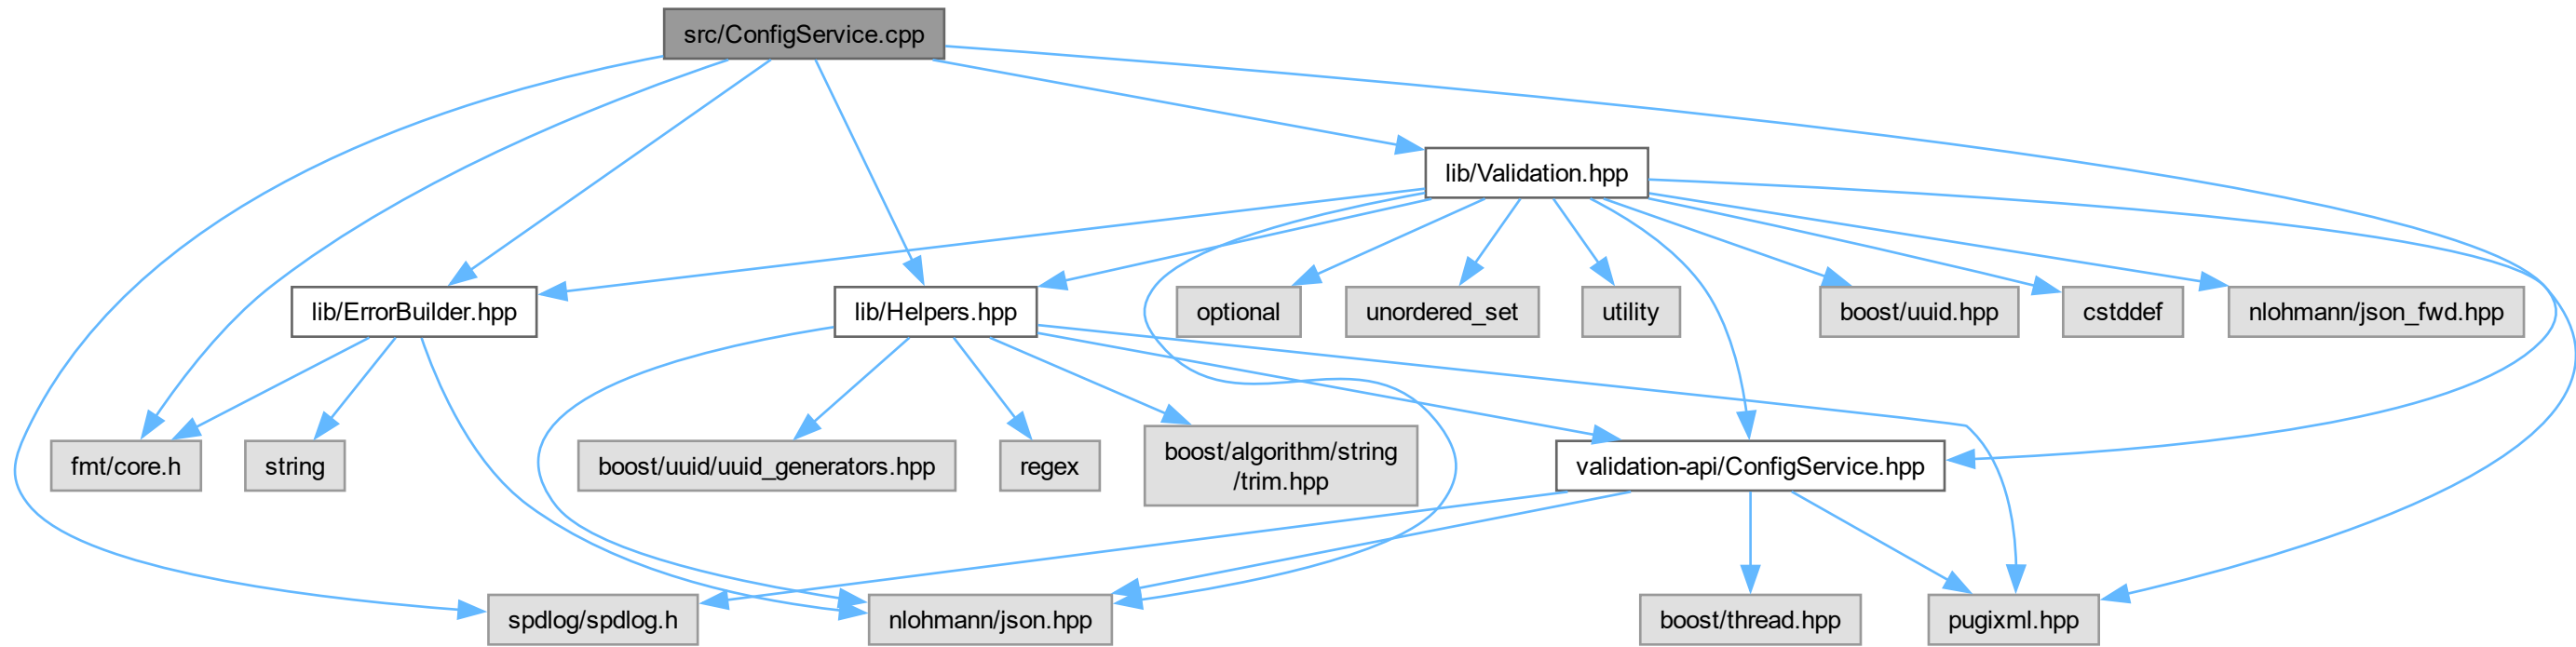 src/ConfigService.cpp
lib/Validation.hpp
lib/ErrorBuilder.hpp
lib/Helpers.hpp
optional
unordered_set
utility
boost/uuid.hpp
cstddef
nlohmann/json_fwd.hpp
fmt/core.h
string
boost/uuid/uuid_generators.hpp
regex
boost/algorithm/string
/trim.hpp
validation-api/ConfigService.hpp
spdlog/spdlog.h
nlohmann/json.hpp
boost/thread.hpp
pugixml.hpp